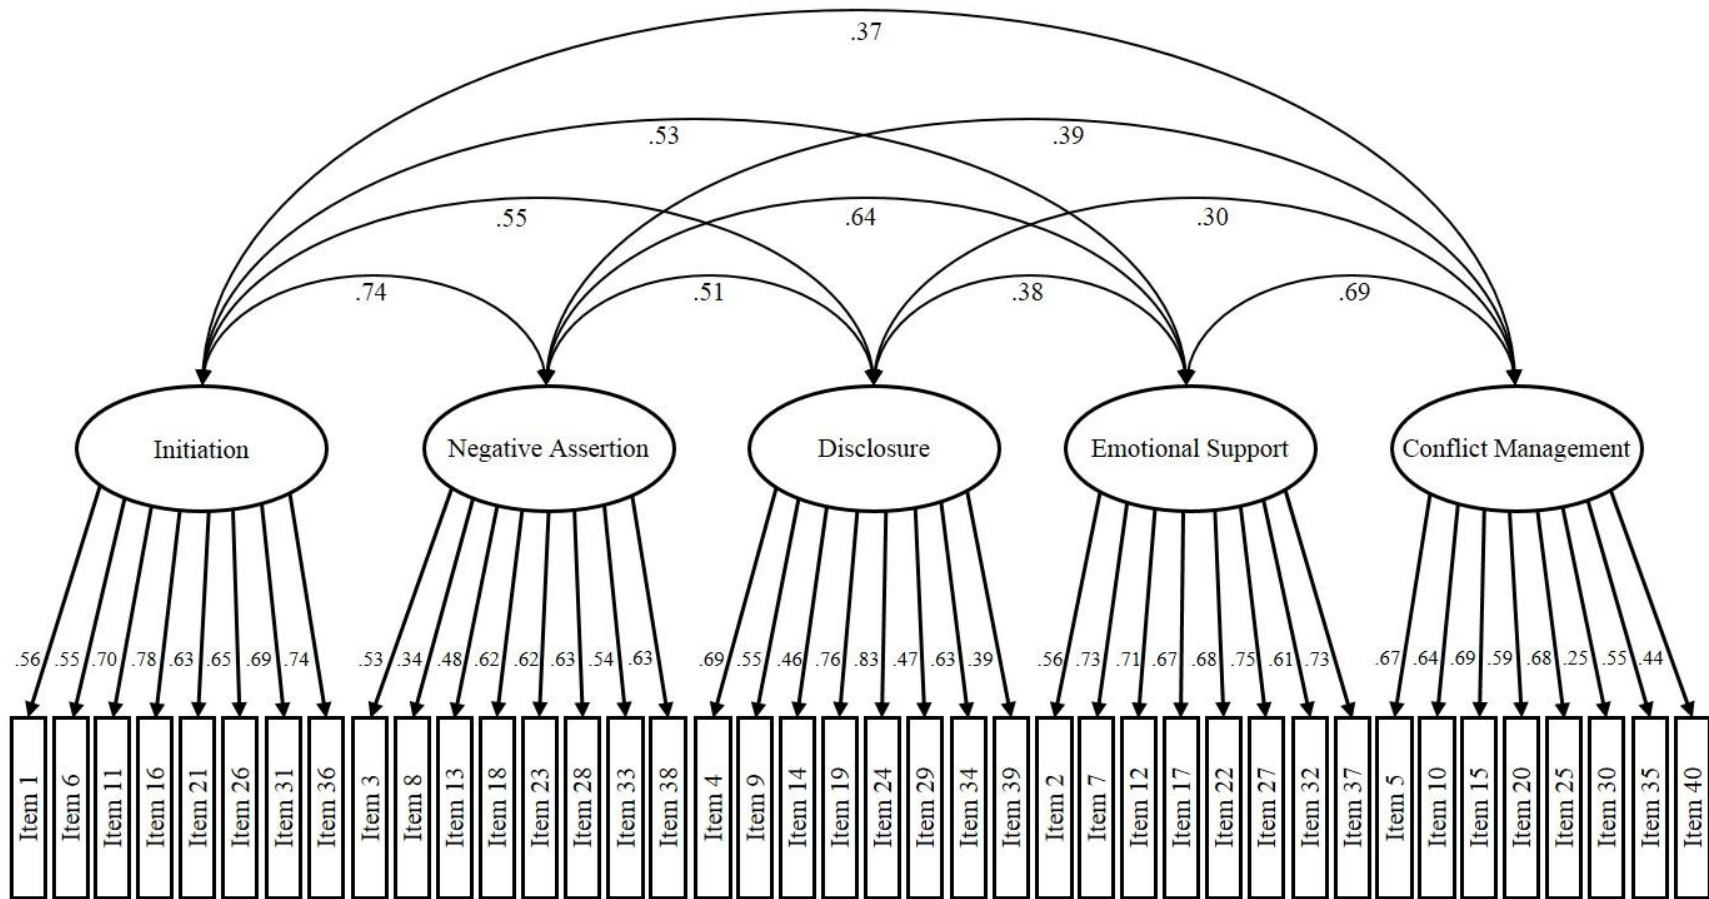 .37
.53 .39
.55 .64 .30
.74 .51 .38 .69
Initiation Negative Assertion Disclosure Emotional Support Conflict Management
.56 .55 .70 .78 .63 .65 .69 .74 .53 .34 .48 .62 .62 .63 .54 .63 .69 .55 .46 .76 .83 .47 .63 .39 .56 .73 .71 .67 .68 .75 .61 .73 .67 .64 .69 .59 .68 .25 .55 .44
Item 1
Item 6
Item 11
Item 16
Item 21
Item 26
Item 31
Item 36
Item 3
Item 8
Item 13
Item 18
Item 23
Item 28
Item 33
Item 38
Item 4
Item 9
Item 14
Item 19
Item 24
Item 29
Item 34
Item 39
Item 2
Item 7
Item 12
Item 17
Item 22
Item 27
Item 32
Item 37
Item 5
Item 10
Item 15
Item 20
Item 25
Item 30
Item 35
Item 40